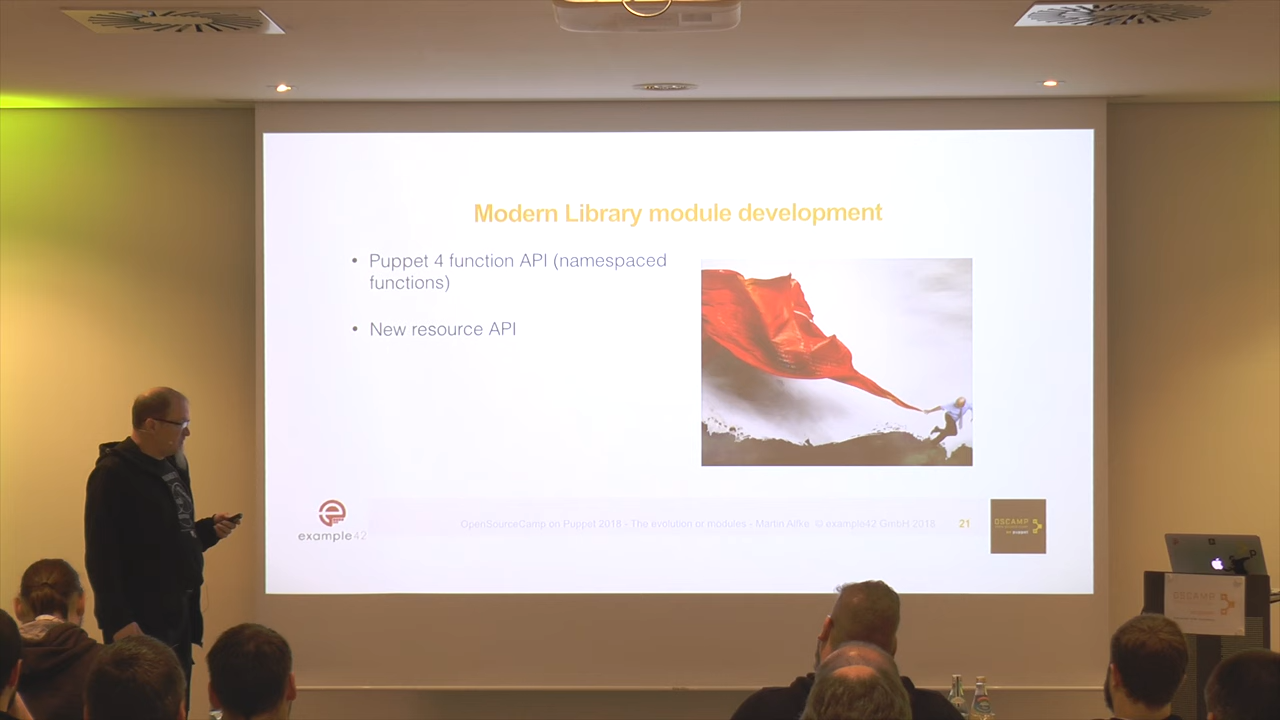 Modern Library module development
• Puppet 4 function API (namespaced
functions)
• New resource API
example42
OpenSourceCamp on Puppet 2018 - The evolution of modules - Martin Alfke © example42 GmbH 2018
21
OSCAMP
OSCAMP